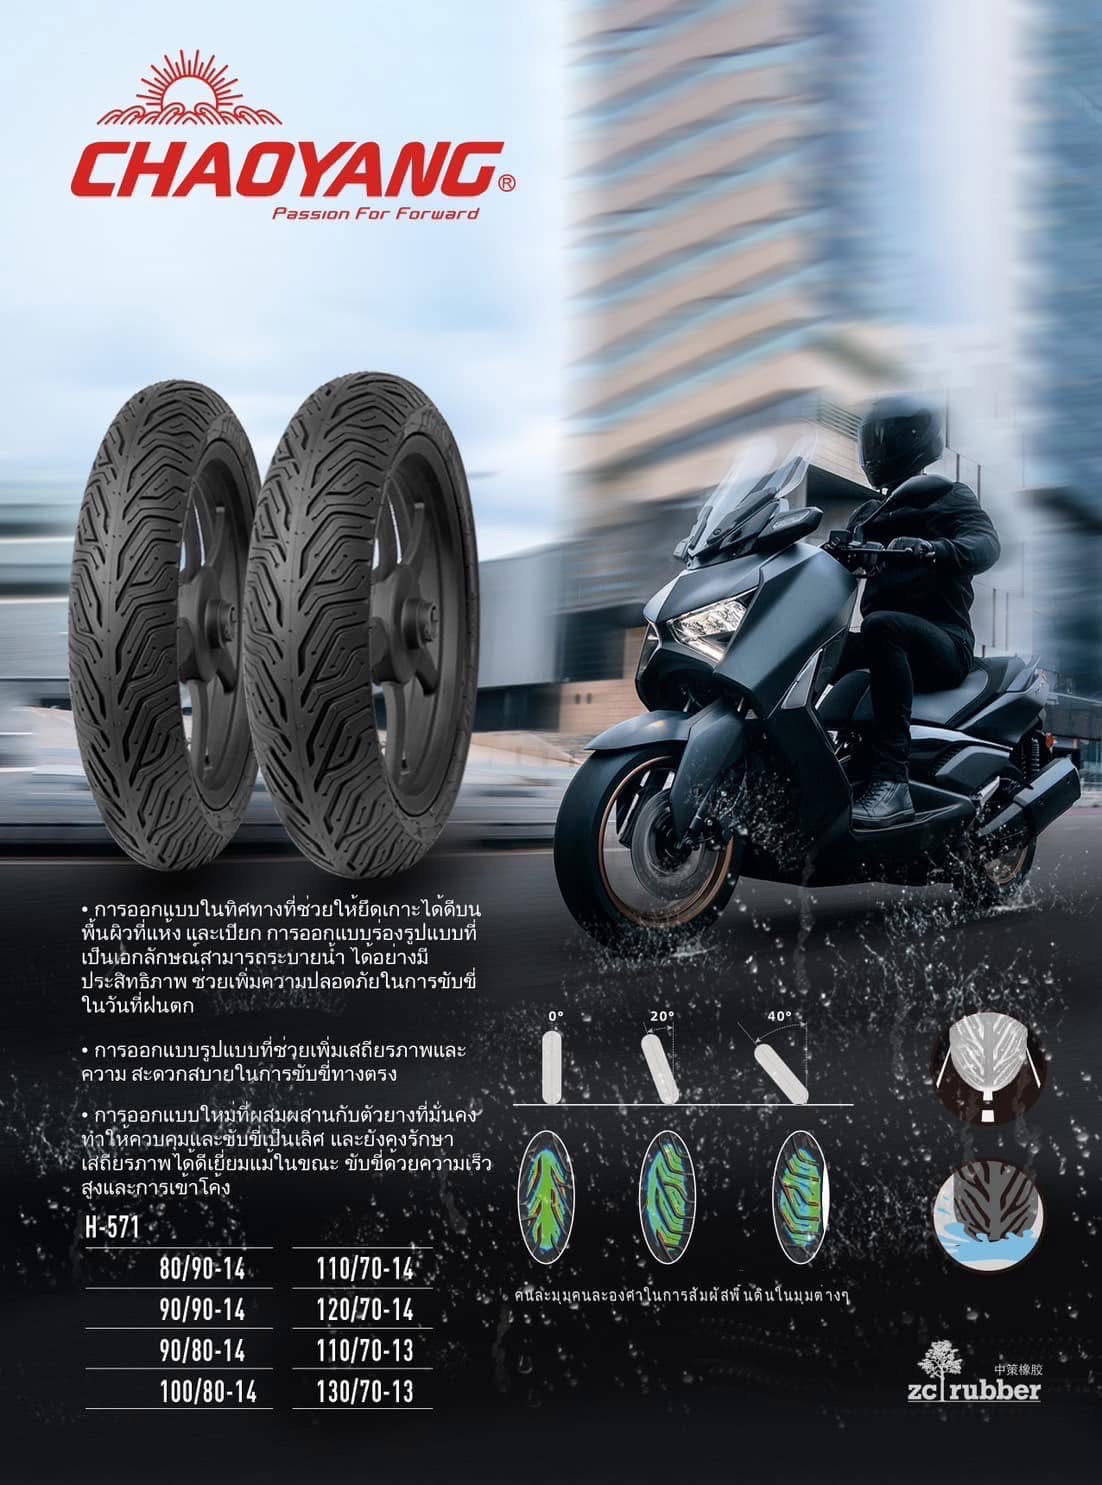 CHAOYANG®
Passion For Forward
• การออกแบบในทิศทางที่ช่วยให้ยึดเกาะได้ดีบน
พื้นผิวที่แห้ง และเปียก การออกแบบร่องรูปแบบที่
เป็นเอกลักษณ์สามารถระบายน้ำ ได้อย่างมี
ประสิทธิภาพ ช่วยเพิ่มความปลอดภัยในการขับขี่
ในวันที่ฝนตก
• การออกแบบรูปแบบที่ช่วยเพิ่มเสถียรภาพและ
ความ สะดวกสบายในการขับขี่ทางตรง
• การออกแบบใหม่ที่ผสมผสานกับตัวยางที่มั่นคง
ทำให้ควบคุมและขับขี่เป็นเลิศ และยังคงรักษา
เสถียรภาพได้ดีเยี่ยมแม้ในขณะ ขับขี่ด้วยความเร็ว
สูงและการเข้าโค้ง
H-571
80/90-14 110/70-14
90/90-14 120/70-14
90/80-14 110/70-13
100/80-14 130/70-13
0° 20° 40°
คนละมุมคนละองศาในการสัมผัสพื้นดินในมุมต่างๆ
中策橡胶
zc rubber